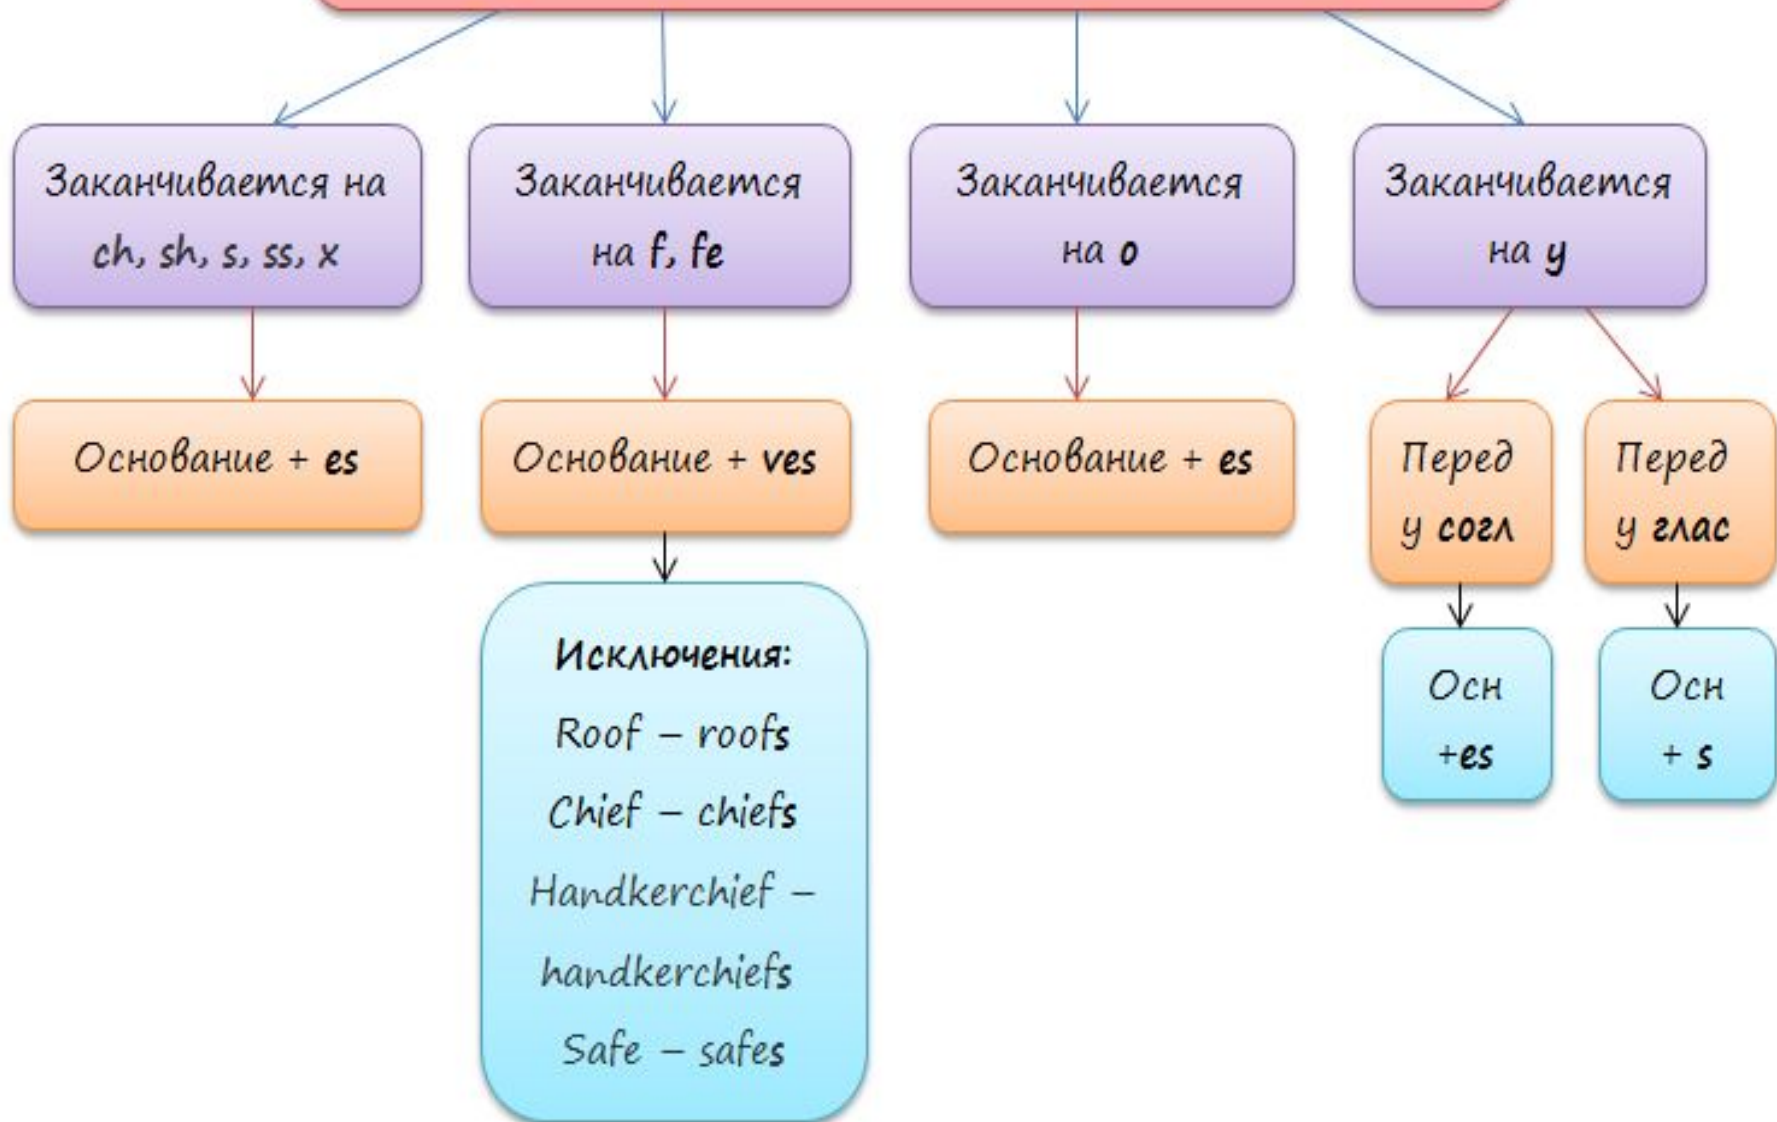 Заканчивается на
ch, sh, s, ss, x
Заканчивается
на f, fe
Заканчивается
на o
Заканчивается
на y
Основание + es
Основание + ves
Основание + es
Перед
y согл
Перед
y глас
Исключения:
Roof – roofs
Chief – chiefs
Handkerchief –
handkerchiefs
Safe – safes
Осн
+es
Осн
+ s